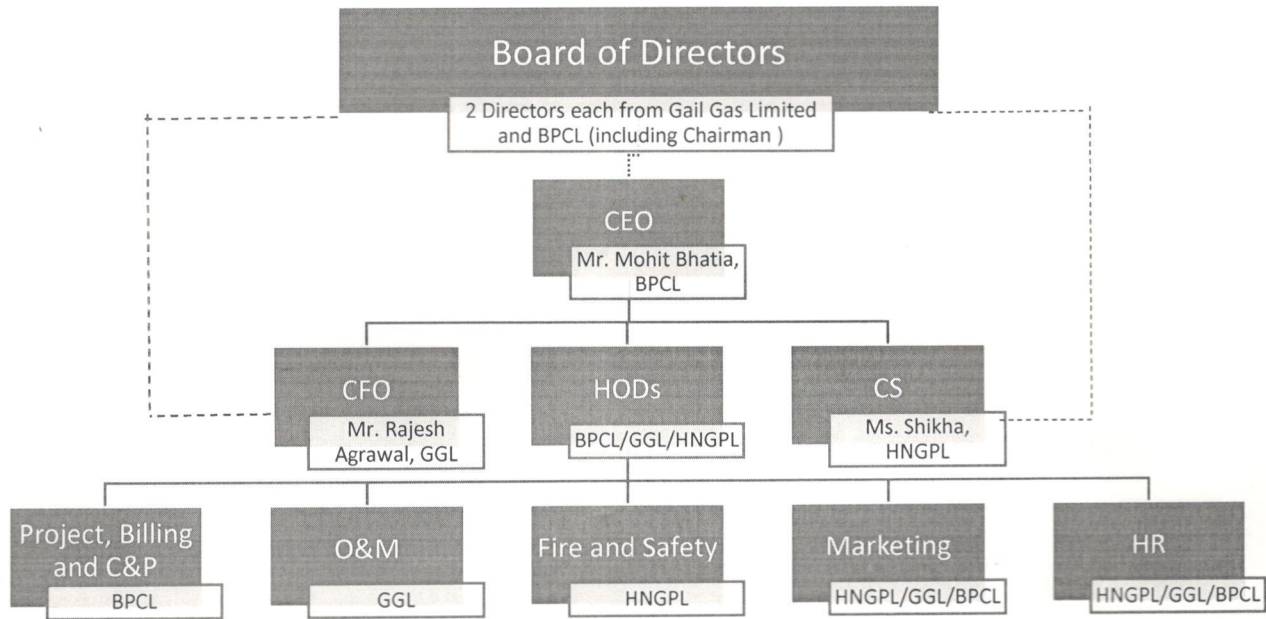 Board of Directors
2 Directors each from Gail Gas Limited
and BPCL (including Chairman )
CEO
Mr. Mohit Bhatia,
BPCL
CFO
Mr. Rajesh
Agrawal, GGL
HODs
BPCL/GGL/HNGPL
CS
Ms. Shikha,
HNGPL
Project, Billing
and C&P
BPCL
O&M
GGL
Fire and Safety
HNGPL
Marketing
HNGPL/GGL/BPCL
HR
HNGPL/GGL/BPCL